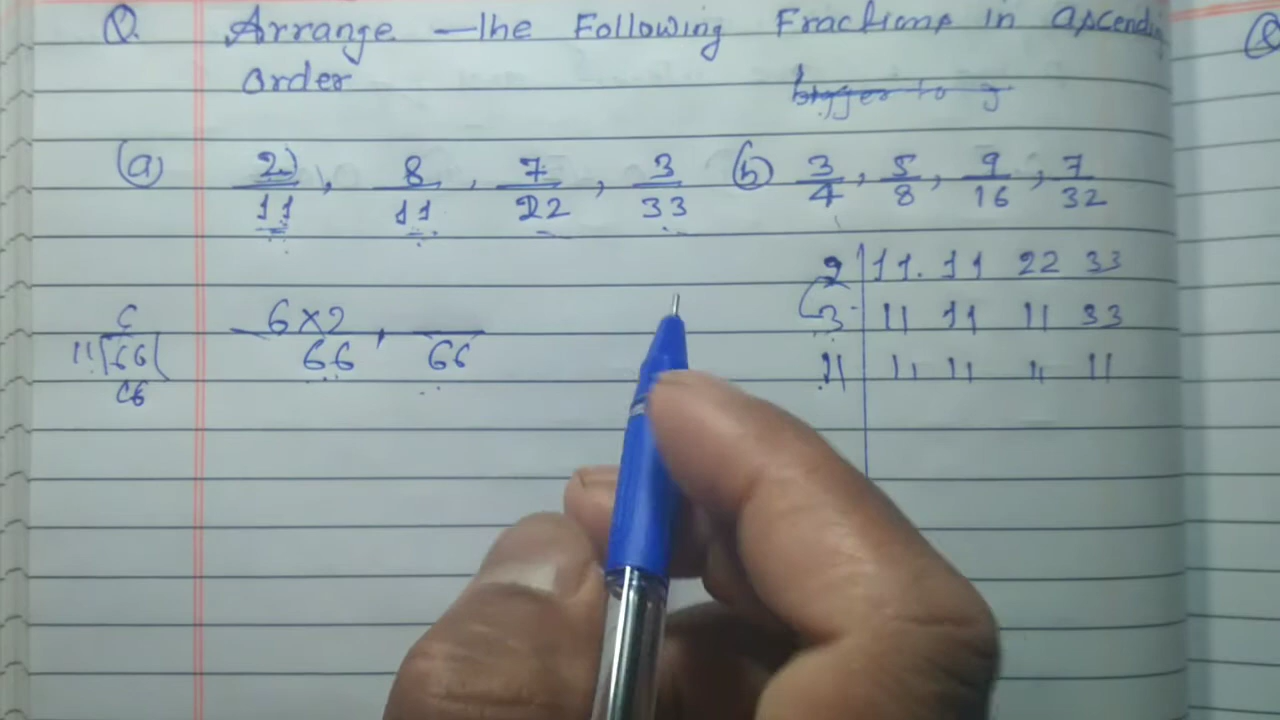 Q. Arrange The Following Fractions in ascending
Order
bigger to
(a) 2/11, 8/11, 7/22, 3/33 (b) 3/4, 5/8, 9/16, 7/32
2 | 11. 11 22 33
3 | 11 11 11 33
11 | 11 11 11 11
6
11)66(
66
6×2/66, /66